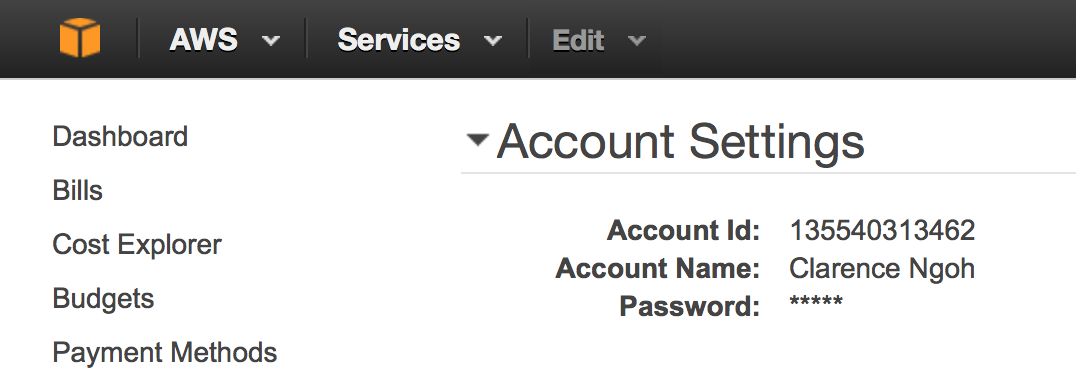 AWS Services Edit
Dashboard
Bills
Cost Explorer
Budgets
Payment Methods
Account Settings
Account Id: 135540313462
Account Name: Clarence Ngoh
Password: *****